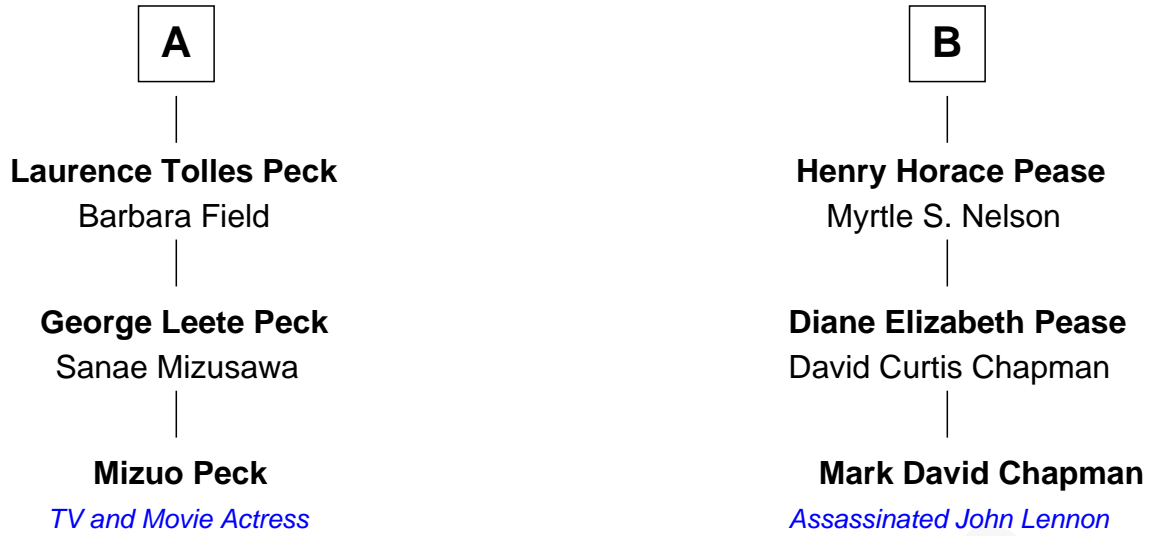 A
Laurence Tolles Peck
Barbara Field
George Leete Peck
Sanae Mizusawa
Mizuo Peck
TV and Movie Actress
B
Henry Horace Pease
Myrtle S. Nelson
Diane Elizabeth Pease
David Curtis Chapman
Mark David Chapman
Assassinated John Lennon